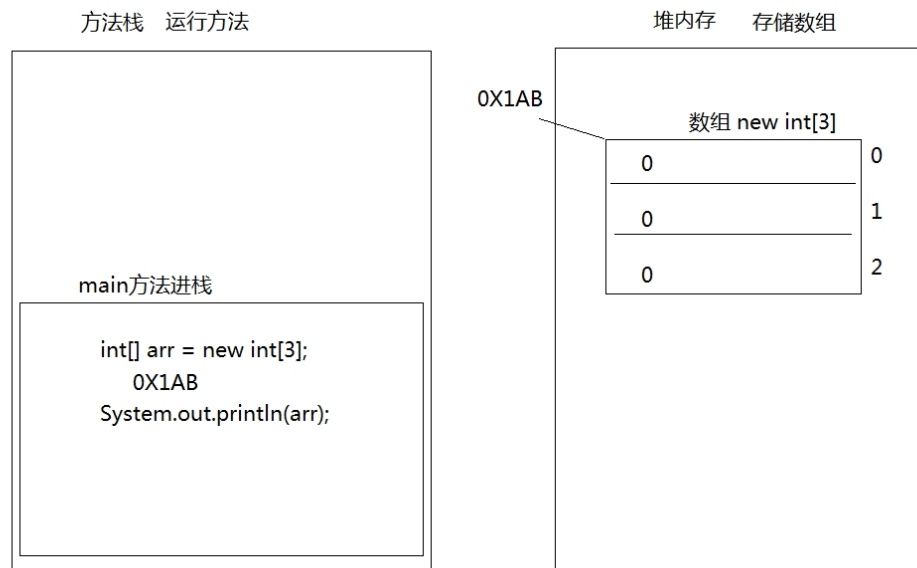 方法栈 运行方法
堆内存 存储数组
0X1AB
数组 new int[3]
0
0
0
1
0
2
main方法进栈
int[] arr = new int[3];
0X1AB
System.out.println(arr);